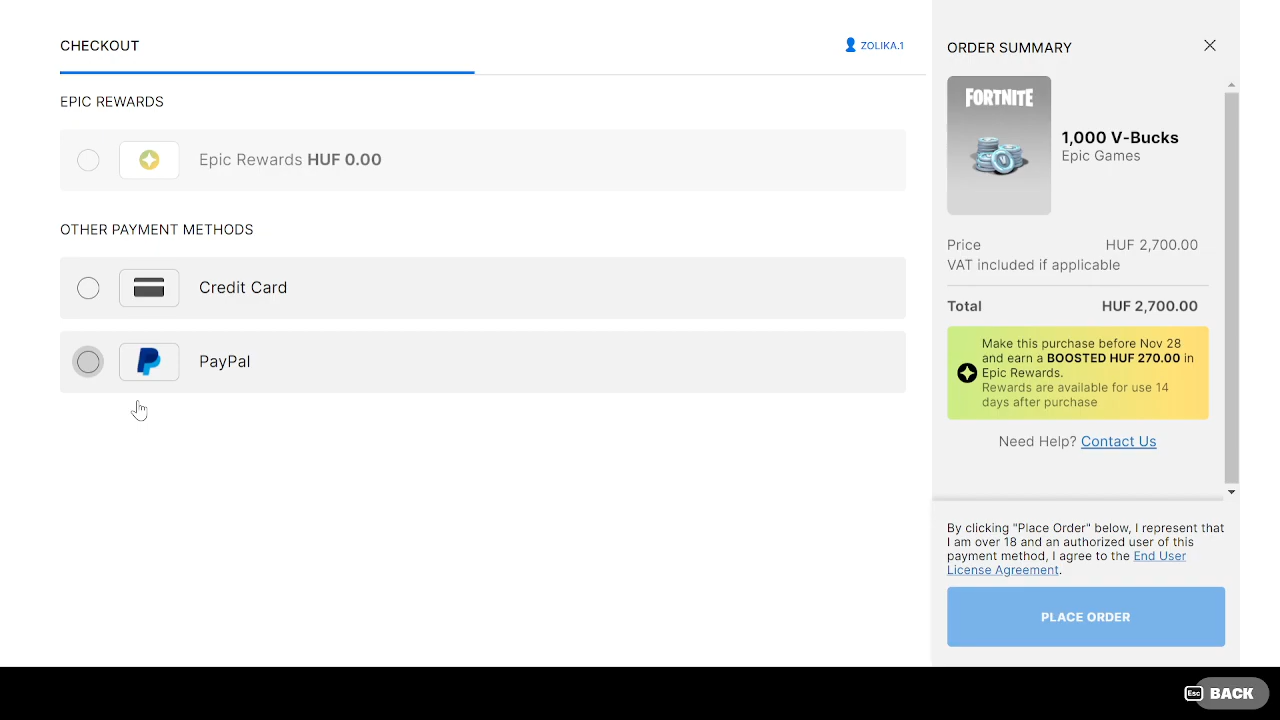 CHECKOUT
ZOLIKA.1
EPIC REWARDS
Epic Rewards HUF 0.00
OTHER PAYMENT METHODS
Credit Card
PayPal
ORDER SUMMARY
FORTNITE
1,000 V-Bucks
Epic Games
Price HUF 2,700.00
VAT included if applicable
Total HUF 2,700.00
Make this purchase before Nov 28
and earn a BOOSTED HUF 270.00 in
Epic Rewards.
Rewards are available for use 14
days after purchase
Need Help? Contact Us
By clicking "Place Order" below, I represent that
I am over 18 and an authorized user of this
payment method, I agree to the End User
License Agreement.
PLACE ORDER
Esc BACK